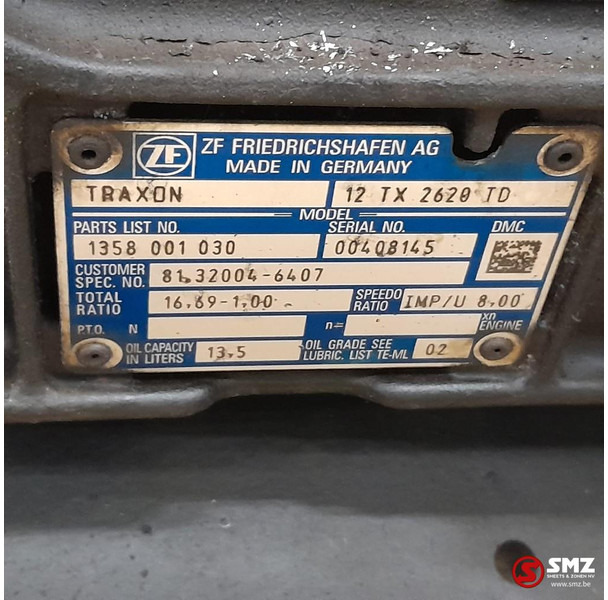 ZF FRIEDRICHSHAFEN AG
MADE IN GERMANY
TRAXON 12 TX 2620 TD
MODEL
PARTS LIST NO. SERIAL NO. DMC
1358 001 030 00408145
CUSTOMER SPEC. NO. 81.32004-6407
TOTAL RATIO 16,69-1,00 SPEEDO RATIO IMP/U 8,00
P.T.O. N n= xn ENGINE
OIL CAPACITY IN LITERS 13,5 OIL GRADE SEE LUBRIC. LIST TE-ML 02
SMZ
SMEETS & ZONEN NV
www.smz.be